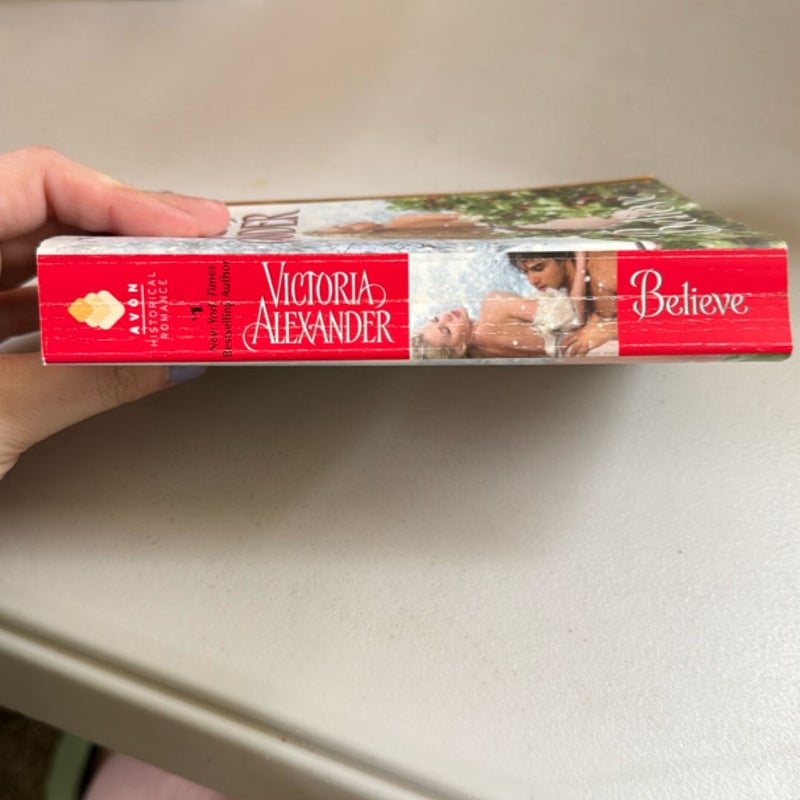 AVON
HISTORICAL
ROMANCE
#1
New York Times
Bestselling Author
VICTORIA
ALEXANDER
Believe